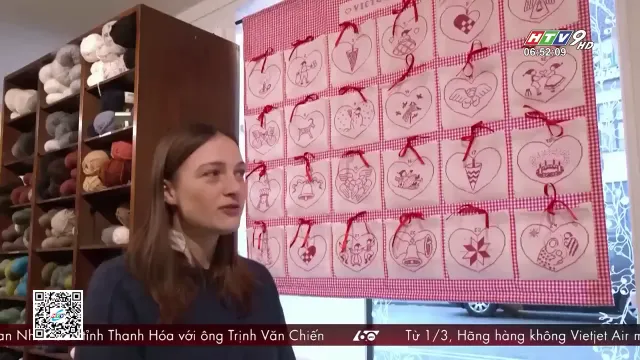 HTV9 HD
06:52:09
an Nh ỉnh Thanh Hóa với ông Trịnh Văn Chiến 60 Từ 1/3, Hãng hàng không Vietjet Air n